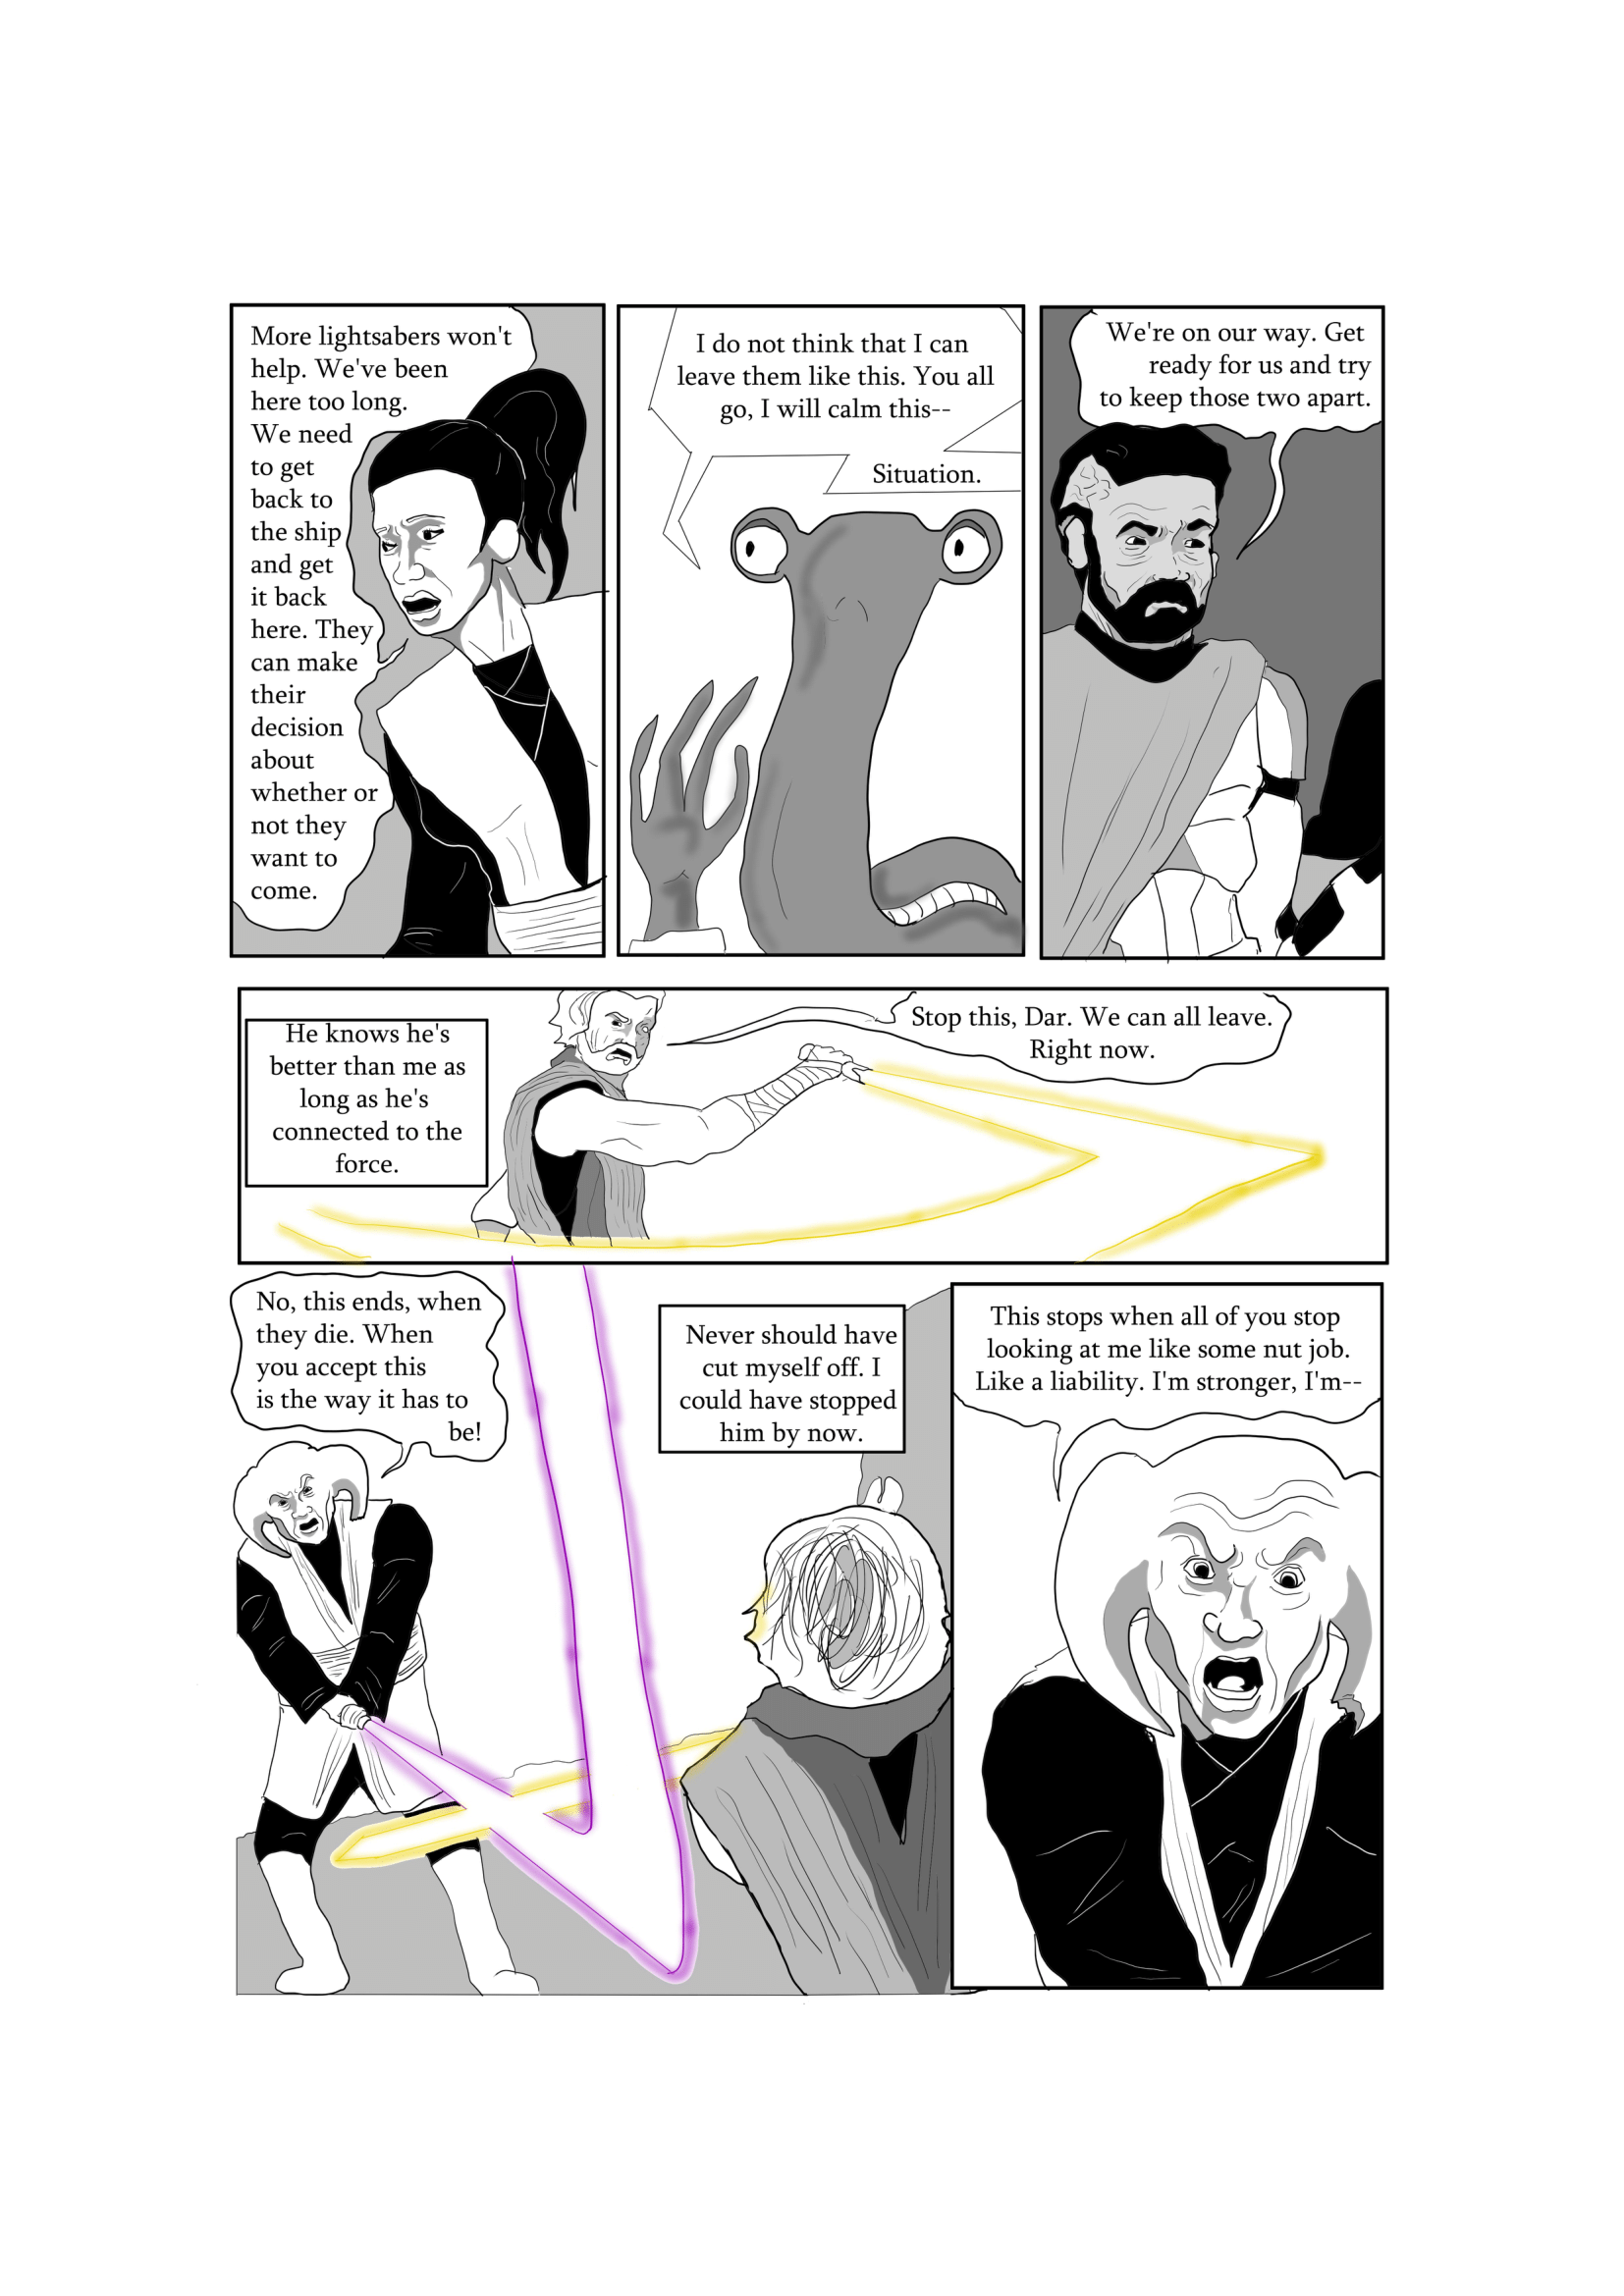 More lightsabers won't
help. We've been
here too long.
We need
to get
back to
the ship
and get
it back
here. They
can make
their
decision
about
whether or
not they
want to
come.
I do not think that I can
leave them like this. You all
go, I will calm this--
Situation.
We're on our way. Get
ready for us and try
to keep those two apart.
He knows he's
better than me as
long as he's
connected to the
force.
Stop this, Dar. We can all leave.
Right now.
No, this ends, when
they die. When
you accept this
is the way it has to
be!
Never should have
cut myself off. I
could have stopped
him by now.
This stops when all of you stop
looking at me like some nut job.
Like a liability. I'm stronger, I'm--